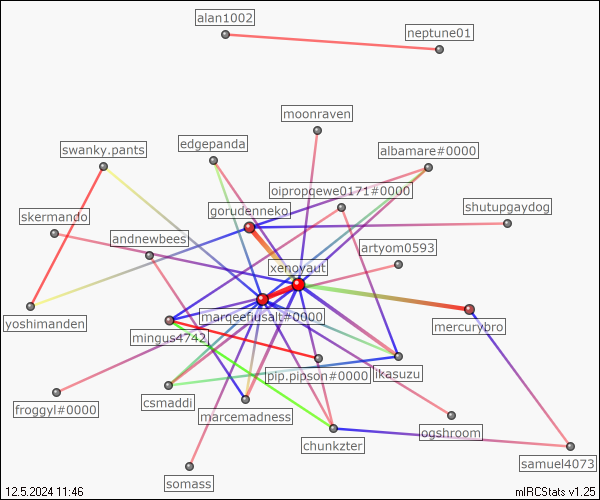 alan1002
neptune01
moonraven
edgepanda
swanky.pants
albamare#0000
oipropqewe0171#0000
shutupgaydog
gorudenneko
skermando
andnewbees
artyom0593
xenoyaut
yoshimanden
marqeefiusalt#0000
mercurybro
mingus4742
pip.pipsom#0000
ikasuzu
froggyl#0000
csmaddi
marcemadness
ogshroom
chunkzter
samuel4073
somass
12.5.2024 11:46
mIRCStats v1.25